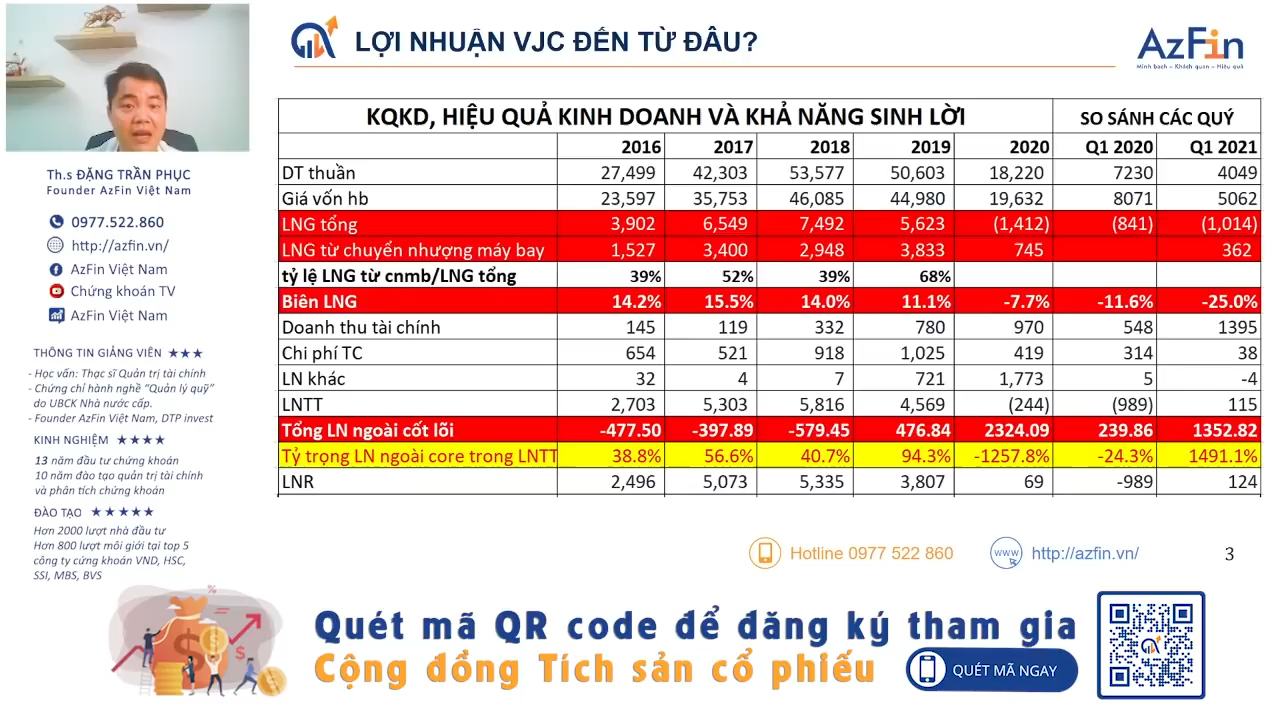 LỢI NHUẬN VJC ĐẾN TỪ ĐÂU?
AzFin
Minh bạch – Khách quan – Hiệu quả
Th.s ĐẶNG TRẦN PHỤC
Founder AzFin Việt Nam
0977.522.860
http://azfin.vn/
AzFin Việt Nam
Chứng khoán TV
AzFin Việt Nam
THÔNG TIN GIẢNG VIÊN ★★★
- Học vấn: Thạc sĩ Quản trị tài chính
- Chứng chỉ hành nghề “Quản lý quỹ”
do UBCK Nhà nước cấp.
- Founder AzFin Việt Nam, DTP invest
KINH NGHIỆM ★★★★
13 năm đầu tư chứng khoán
10 năm đào tạo quản trị tài chính
và phân tích chứng khoán
ĐÀO TẠO ★★★★★
Hơn 2000 lượt nhà đầu tư
Hơn 800 lượt môi giới tại top 5
công ty cứng khoán VND, HSC,
SSI, MBS, BVS
KQKD, HIỆU QUẢ KINH DOANH VÀ KHẢ NĂNG SINH LỜI SO SÁNH CÁC QUÝ
2016 2017 2018 2019 2020 Q1 2020 Q1 2021
DT thuần 27,499 42,303 53,577 50,603 18,220 7230 4049
Giá vốn hb 23,597 35,753 46,085 44,980 19,632 8071 5062
LNG tổng 3,902 6,549 7,492 5,623 (1,412) (841) (1,014)
LNG từ chuyển nhượng máy bay 1,527 3,400 2,948 3,833 745 362
tỷ lệ LNG từ cnmb/LNG tổng 39% 52% 39% 68%
Biên LNG 14.2% 15.5% 14.0% 11.1% -7.7% -11.6% -25.0%
Doanh thu tài chính 145 119 332 780 970 548 1395
Chi phí TC 654 521 918 1,025 419 314 38
LN khác 32 4 7 721 1,773 5 -4
LNTT 2,703 5,303 5,816 4,569 (244) (989) 115
Tổng LN ngoài cốt lõi -477.50 -397.89 -579.45 476.84 2324.09 239.86 1352.82
Tỷ trọng LN ngoài core trong LNTT 38.8% 56.6% 40.7% 94.3% -1257.8% -24.3% 1491.1%
LNR 2,496 5,073 5,335 3,807 69 -989 124
Hotline 0977 522 860
www http://azfin.vn/
3
Quét mã QR code để đăng ký tham gia
Cộng đồng Tích sản cổ phiếu
QUÉT MÃ NGAY